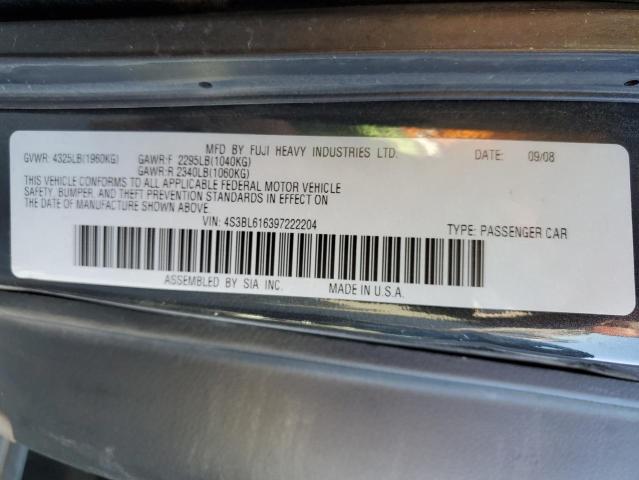 MFD BY FUJI HEAVY INDUSTRIES LTD. DATE: 09/08
GVWR: 4325LB(1960KG) GAWR:F 2295LB(1040KG)
GAWR:R 2340LB(1060KG)
THIS VEHICLE CONFORMS TO ALL APPLICABLE FEDERAL MOTOR VEHICLE
SAFETY, BUMPER, AND THEFT PREVENTION STANDARDS IN EFFECT ON
THE DATE OF MANUFACTURE SHOWN ABOVE.
VIN: 4S3BL616397222204 TYPE: PASSENGER CAR
ASSEMBLED BY SIA INC. MADE IN U.S.A.